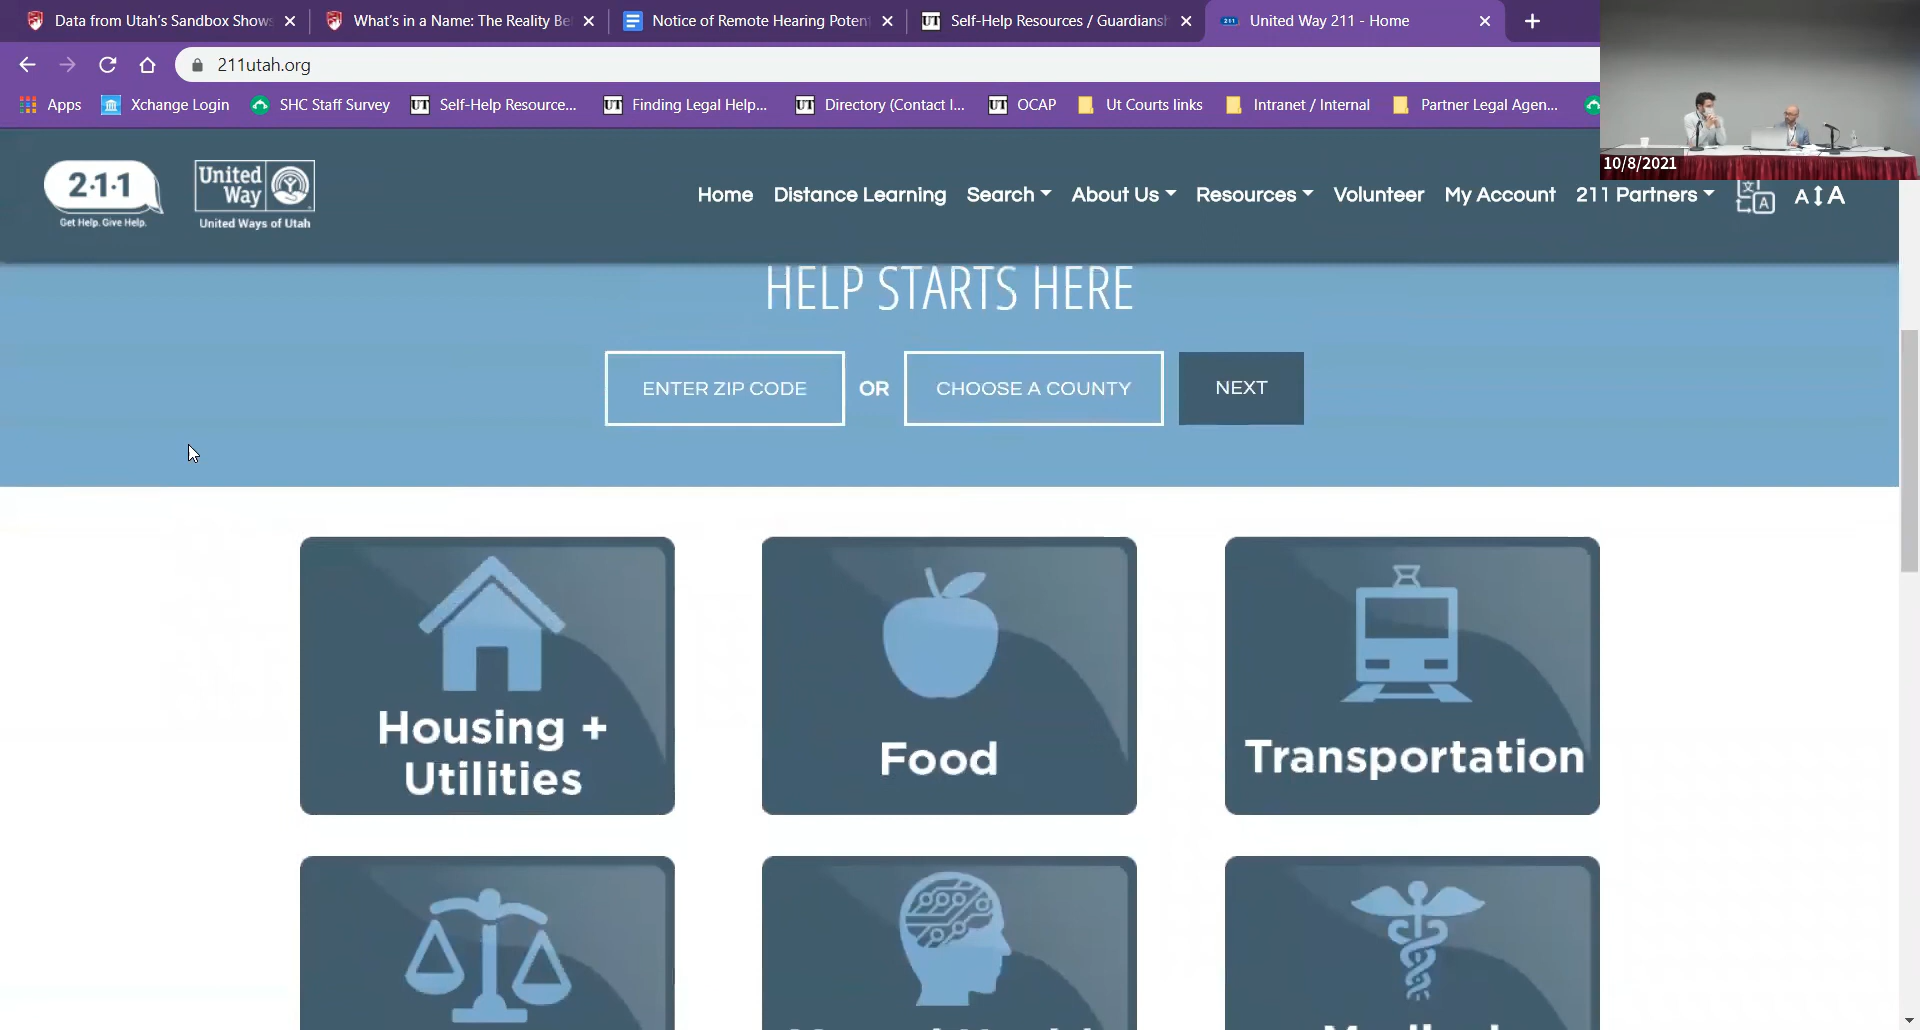 Data from Utah's Sandbox Shows
What's in a Name: The Reality Be
Notice of Remote Hearing Poten
Self-Help Resources / Guardiansh
United Way 211 - Home
211utah.org
Apps
Xchange Login
SHC Staff Survey
Self-Help Resource...
Finding Legal Help...
Directory (Contact I...
OCAP
Ut Courts links
Intranet / Internal
Partner Legal Agen...
10/8/2021
2·1·1
Get Help. Give Help.
United
Way
United Ways of Utah
Home
Distance Learning
Search
About Us
Resources
Volunteer
My Account
211 Partners
A A
HELP STARTS HERE
ENTER ZIP CODE
OR
CHOOSE A COUNTY
NEXT
Housing +
Utilities
Food
Transportation